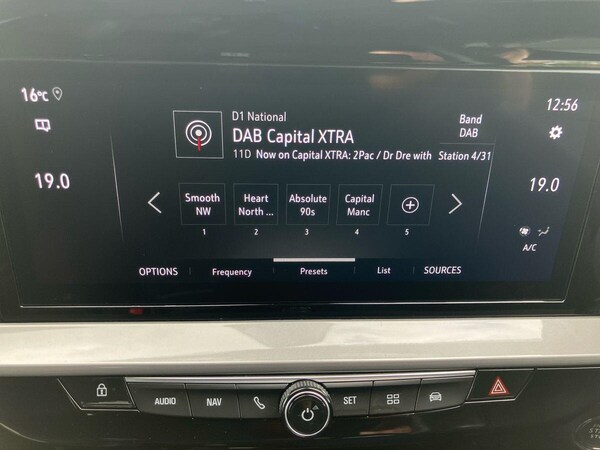 16°C
12:56
D1 National
DAB Capital XTRA
11D Now on Capital XTRA: 2Pac / Dr Dre with
Band
DAB
Station 4/31
19.0
19.0
Smooth
NW
Heart
North ...
Absolute
90s
Capital
Manc
1
2
3
4
5
A/C
OPTIONS
Frequency
Presets
List
SOURCES
AUDIO
NAV
SET